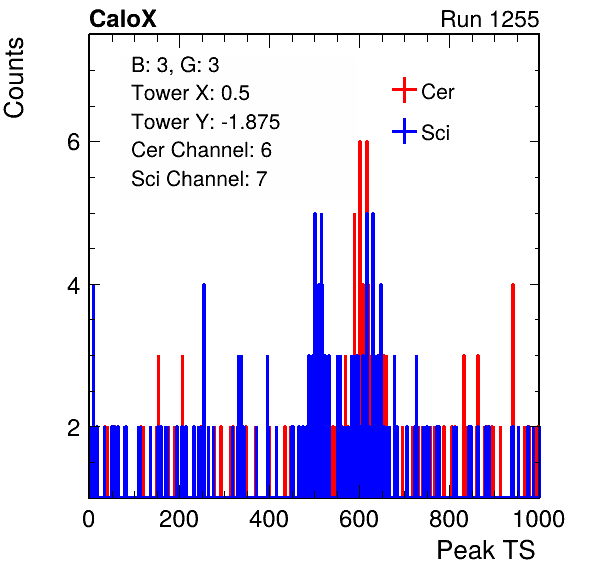 CaloX Run 1255
Counts
B: 3, G: 3
Tower X: 0.5
Tower Y: -1.875
Cer Channel: 6
Sci Channel: 7
Cer
Sci
6
4
2
0 200 400 600 800 1000
Peak TS